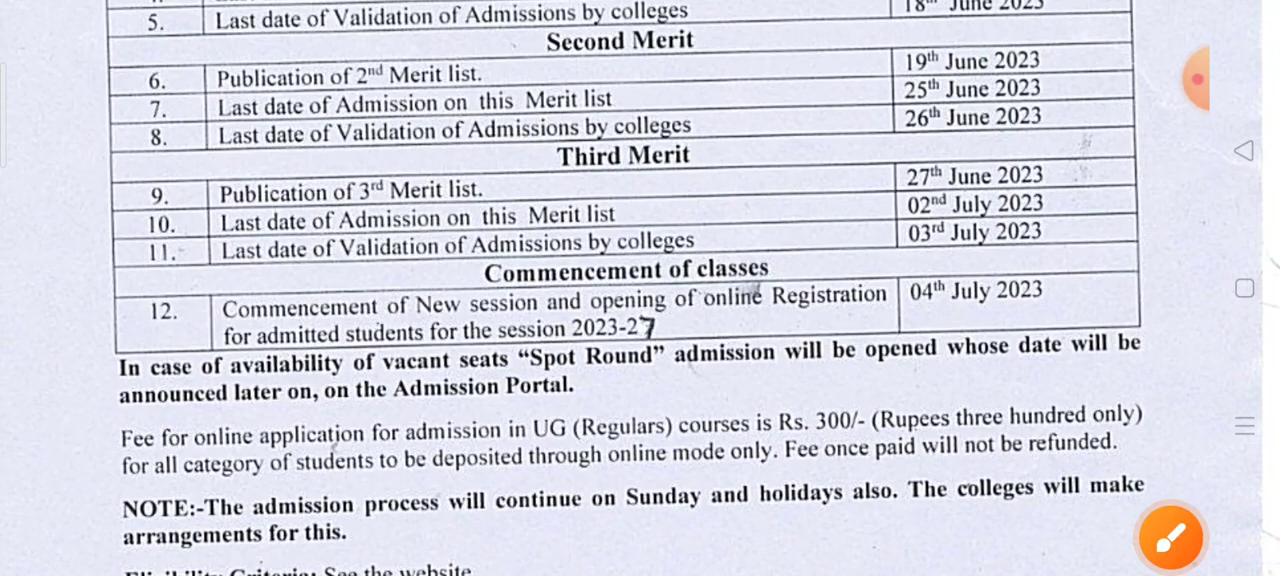 5. Last date of Validation of Admissions by colleges 18th June 2023
Second Merit
6. Publication of 2nd Merit list. 19th June 2023
7. Last date of Admission on this Merit list 25th June 2023
8. Last date of Validation of Admissions by colleges 26th June 2023
Third Merit
9. Publication of 3rd Merit list. 27th June 2023
10. Last date of Admission on this Merit list 02nd July 2023
11. Last date of Validation of Admissions by colleges 03rd July 2023
Commencement of classes
12. Commencement of New session and opening of online Registration 04th July 2023
for admitted students for the session 2023-27
In case of availability of vacant seats “Spot Round” admission will be opened whose date will be
announced later on, on the Admission Portal.
Fee for online application for admission in UG (Regulars) courses is Rs. 300/- (Rupees three hundred only)
for all category of students to be deposited through online mode only. Fee once paid will not be refunded.
NOTE:-The admission process will continue on Sunday and holidays also. The colleges will make
arrangements for this.
Eligibility Criteria: See the website